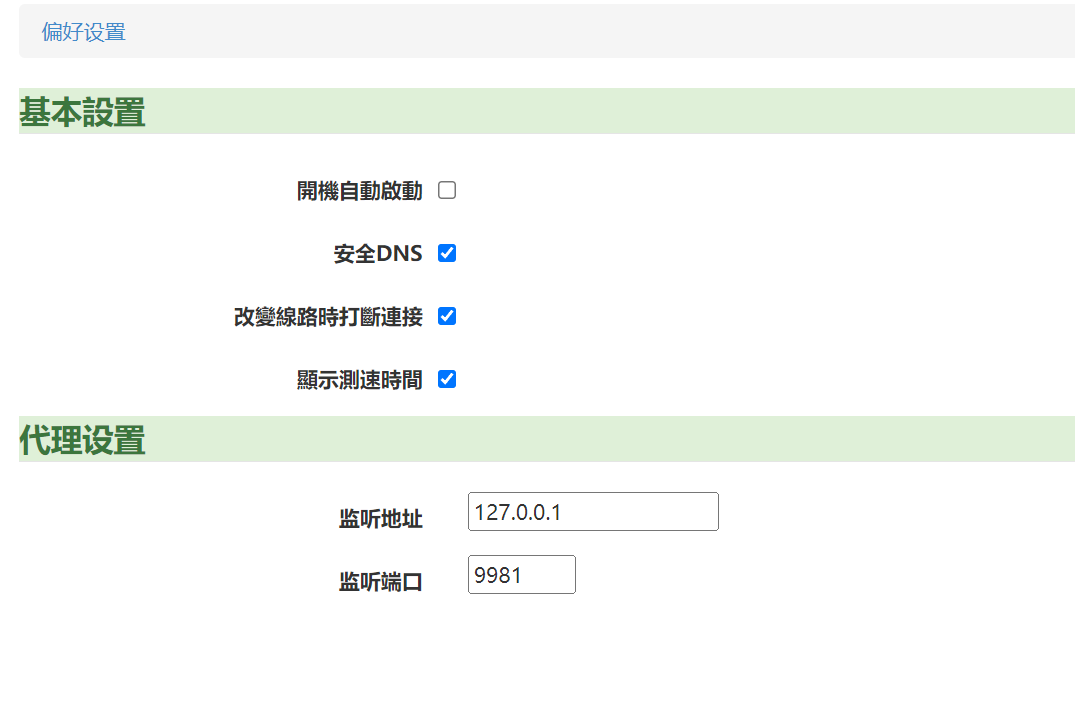 偏好设置
基本設置
開機自動啟動
安全DNS
改變線路時打斷連接
顯示測速時間
代理设置
监听地址 127.0.0.1
监听端口 9981